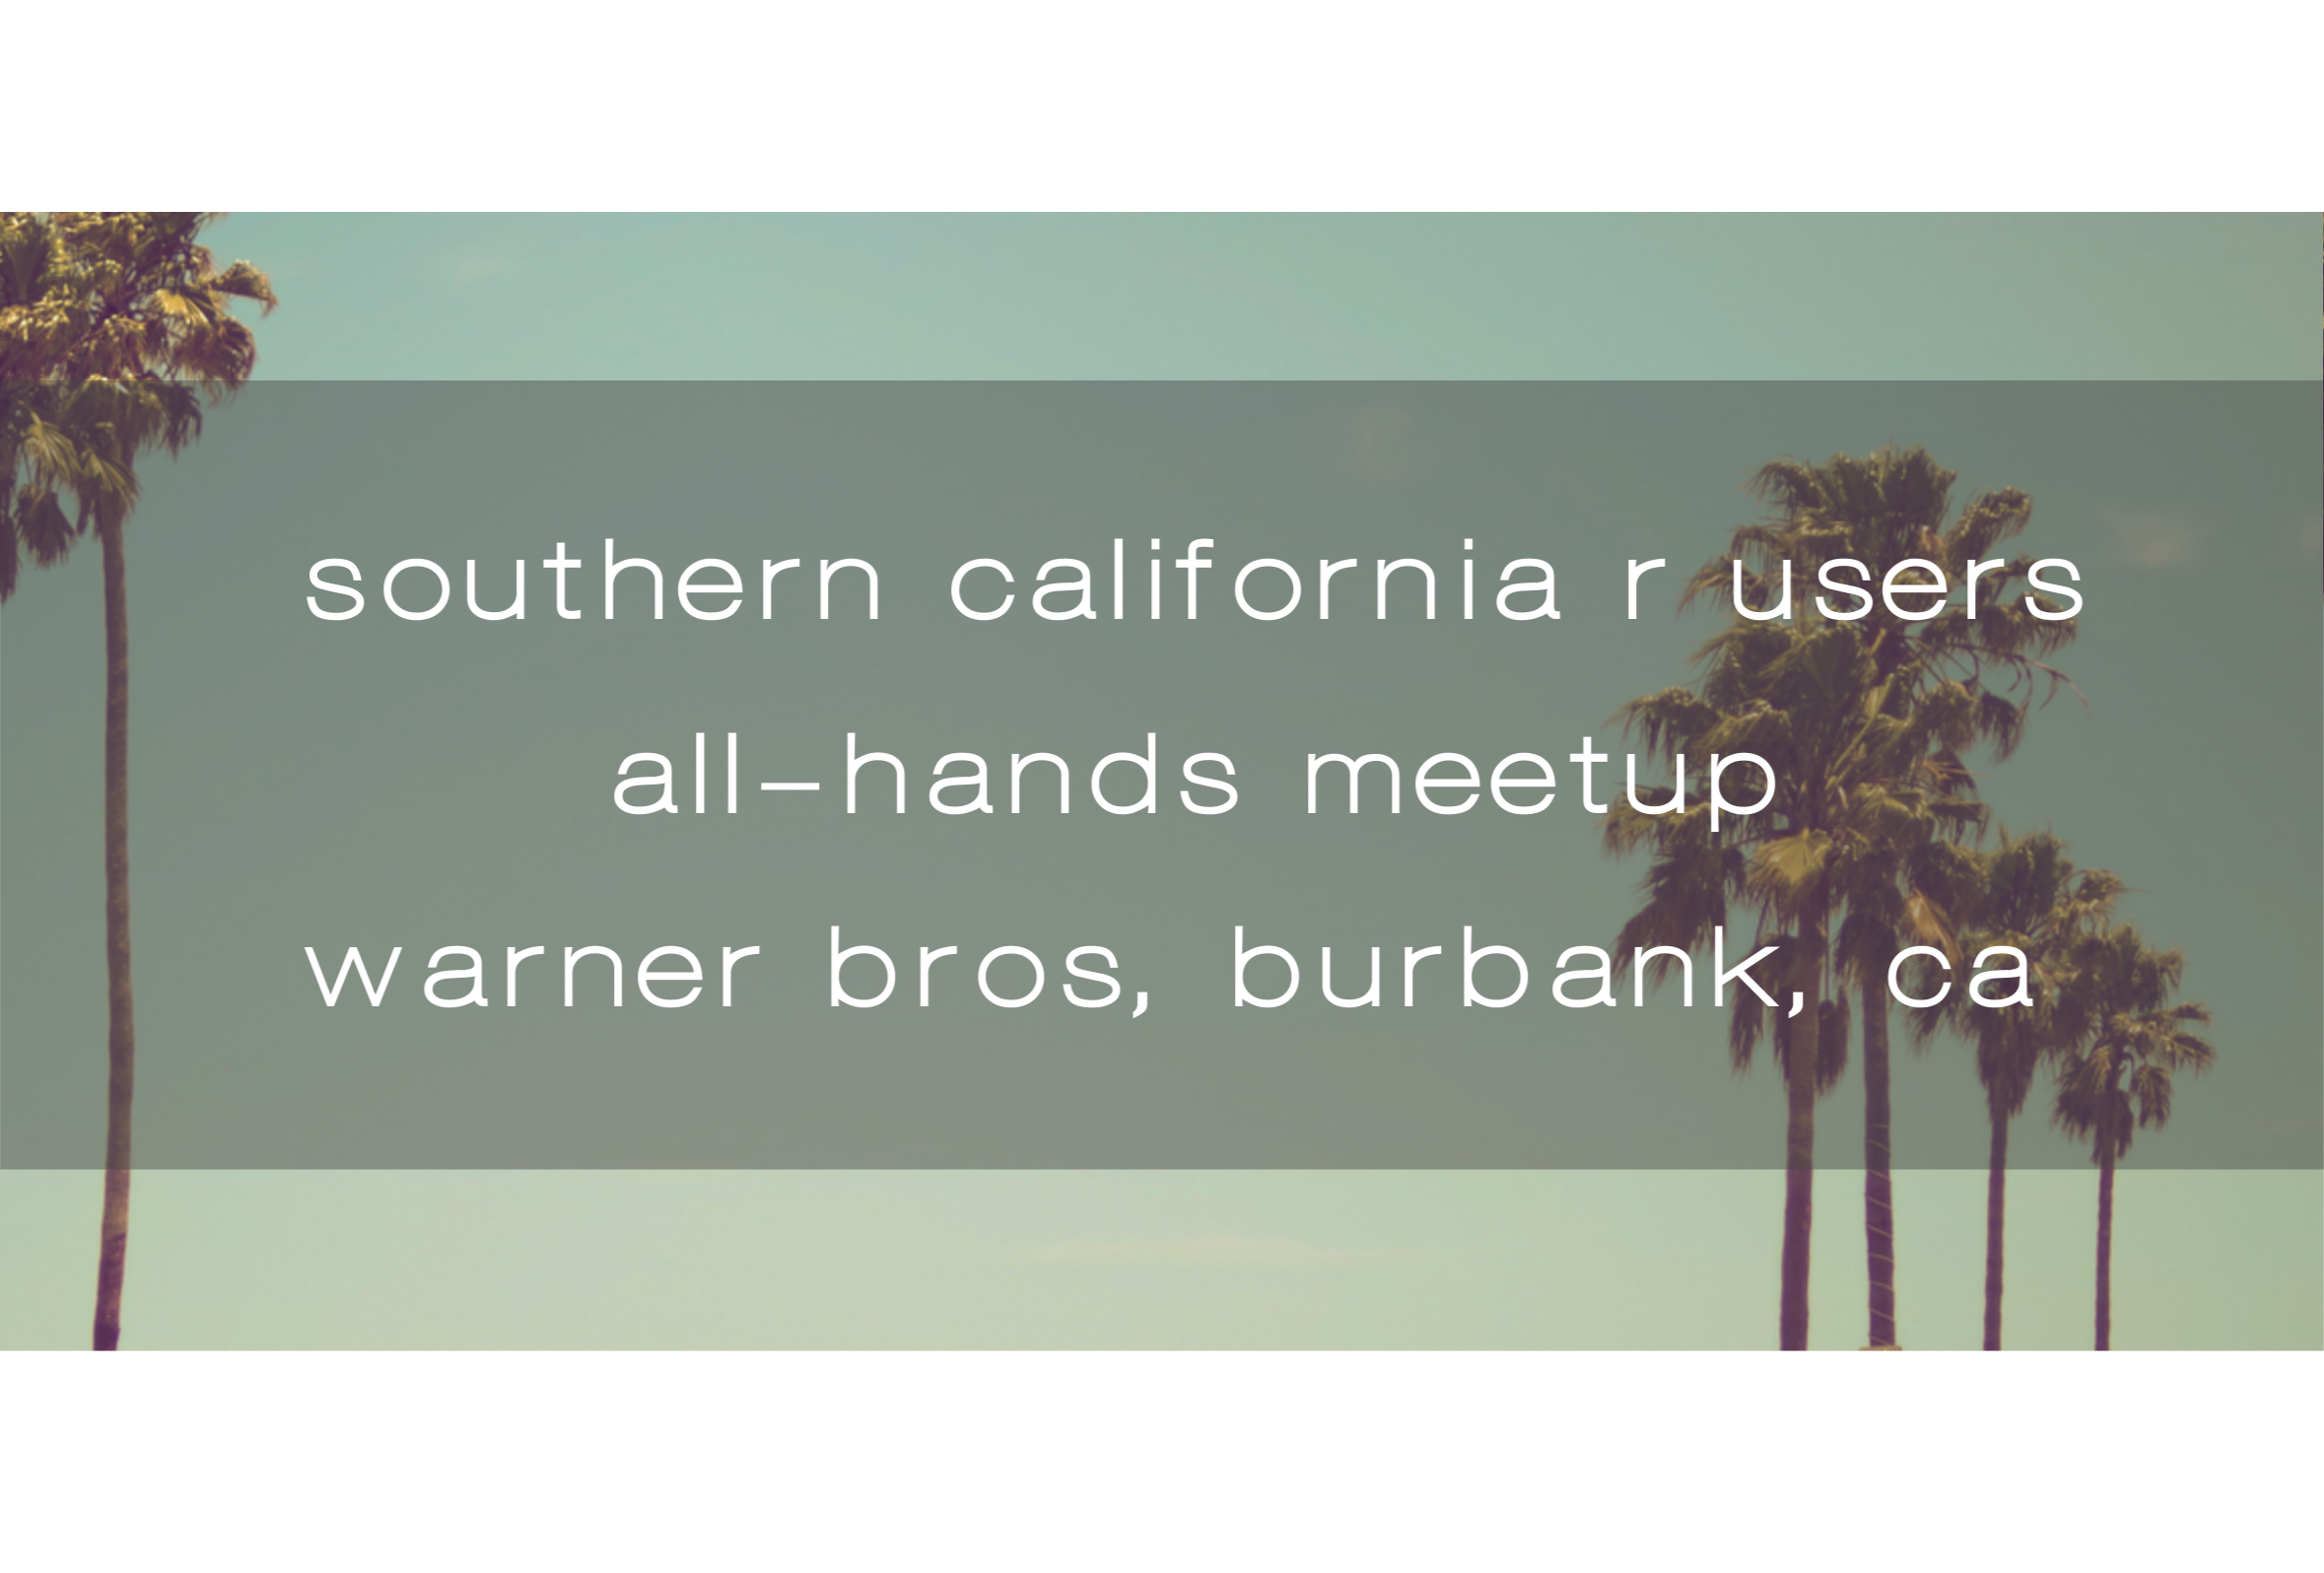 southern california r users
all-hands meetup
warner bros, burbank, ca